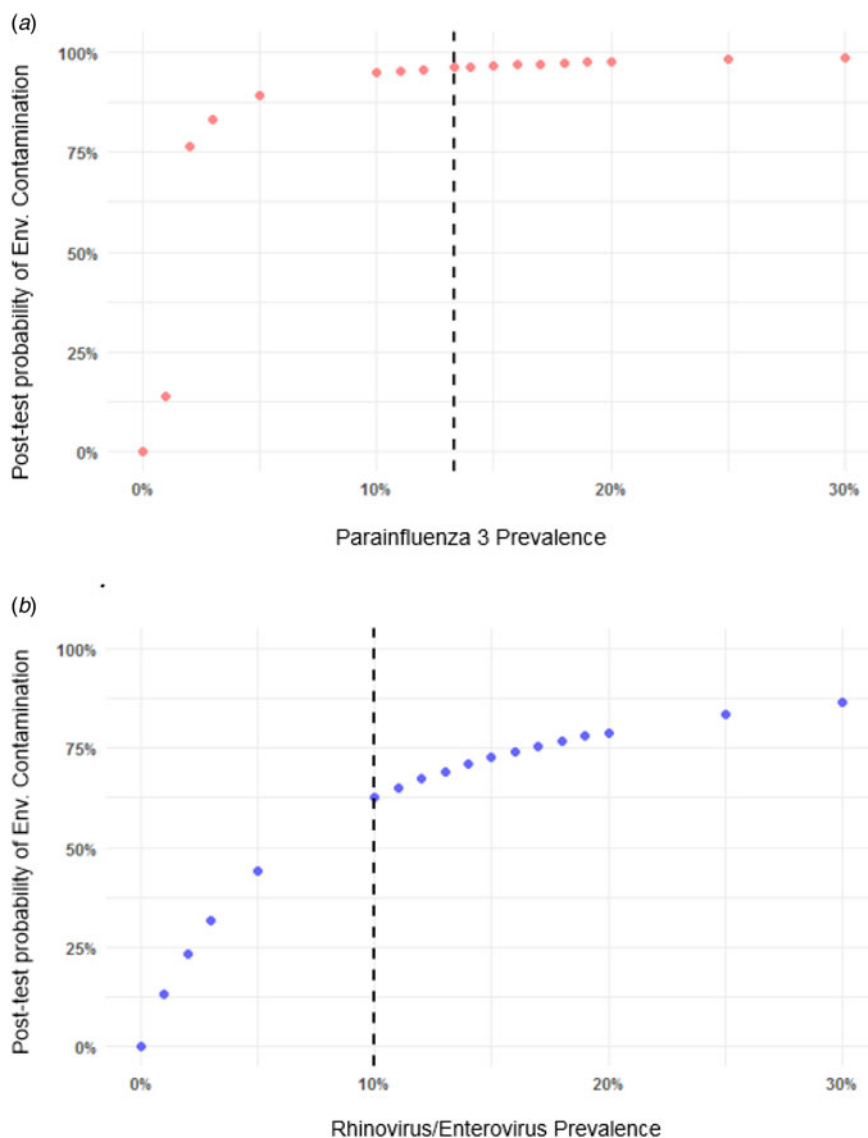 (a)
100%
75%
50%
25%
0%
Post-test probability of Env. Contamination
0% 10% 20% 30%
Parainfluenza 3 Prevalence
(b)
100%
75%
50%
25%
0%
Post-test probability of Env. Contamination
0% 10% 20% 30%
Rhinovirus/Enterovirus Prevalence